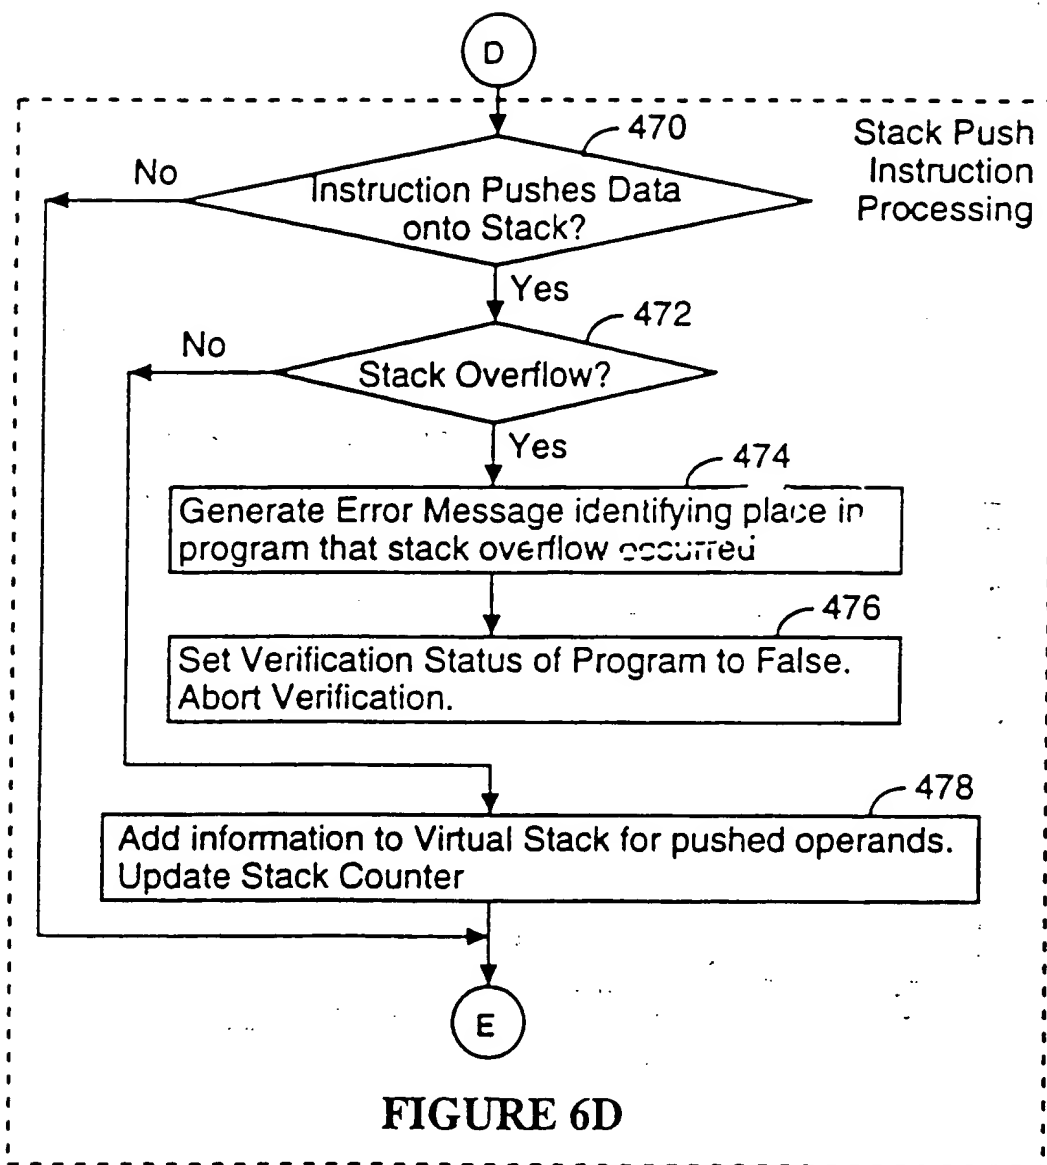 D
470
Stack Push
Instruction
Processing
No
Instruction Pushes Data
onto Stack?
Yes
472
No
Stack Overflow?
Yes
474
Generate Error Message identifying place in
program that stack overflow occurred
476
Set Verification Status of Program to False.
Abort Verification.
478
Add information to Virtual Stack for pushed operands.
Update Stack Counter
E
FIGURE 6D